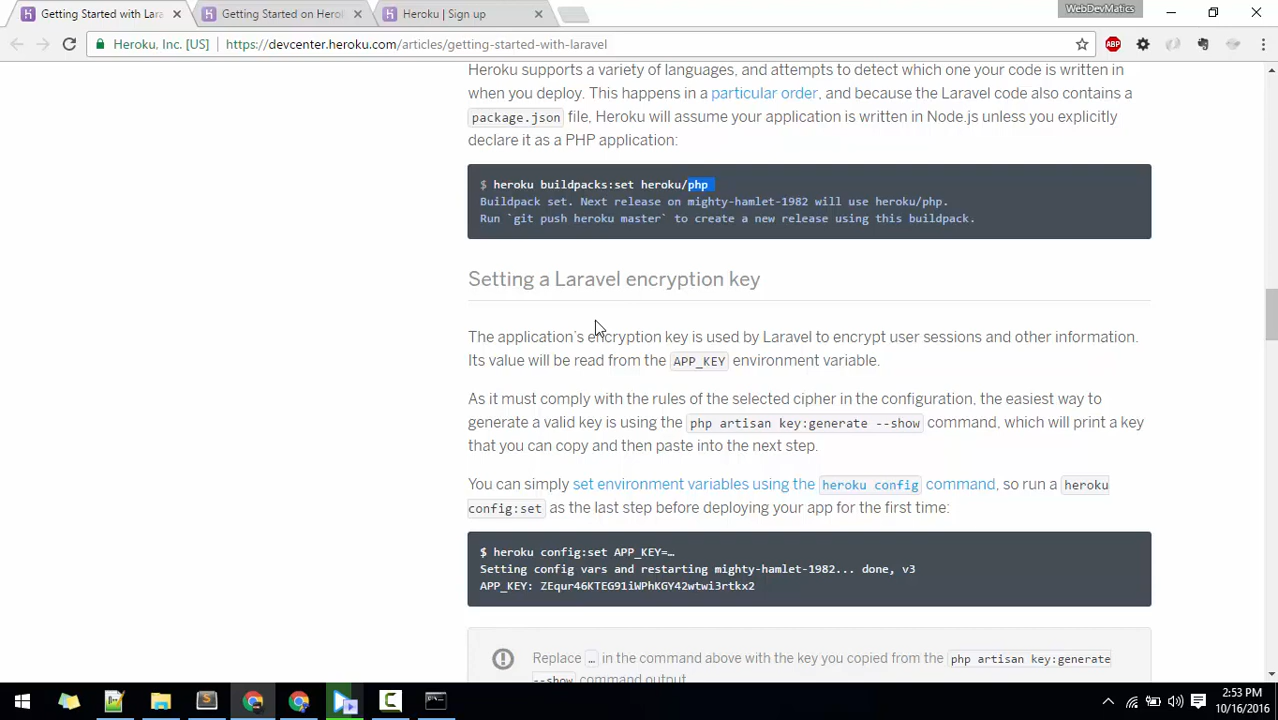 Getting Started with Lar
Getting Started on Herol
Heroku | Sign up
WebDevMatics
Heroku, Inc. [US]
https://devcenter.heroku.com/articles/getting-started-with-laravel
ABP
Heroku supports a variety of languages, and attempts to detect which one your code is written in
when you deploy. This happens in a particular order, and because the Laravel code also contains a
package.json file, Heroku will assume your application is written in Node.js unless you explicitly
declare it as a PHP application:
$ heroku buildpacks:set heroku/php
Buildpack set. Next release on mighty-hamlet-1982 will use heroku/php.
Run `git push heroku master` to create a new release using this buildpack.
Setting a Laravel encryption key
The application's encryption key is used by Laravel to encrypt user sessions and other information.
Its value will be read from the APP_KEY environment variable.
As it must comply with the rules of the selected cipher in the configuration, the easiest way to
generate a valid key is using the php artisan key:generate --show command, which will print a key
that you can copy and then paste into the next step.
You can simply set environment variables using the heroku config command, so run a heroku
config:set as the last step before deploying your app for the first time:
$ heroku config:set APP_KEY=…
Setting config vars and restarting mighty-hamlet-1982... done, v3
APP_KEY: ZEqur46KTEG91iWPhKGY42wtwi3rtkx2
Replace … in the command above with the key you copied from the php artisan key:generate
--show command output
2:53 PM
10/16/2016